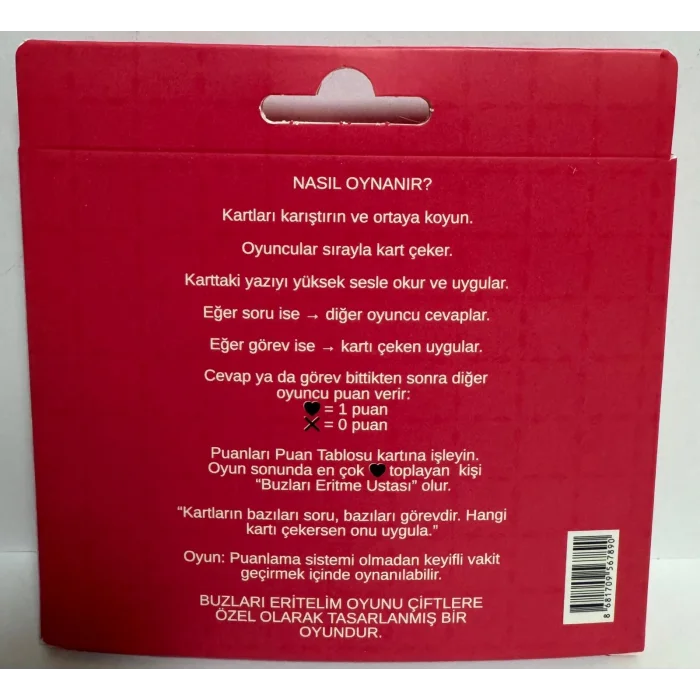 NASIL OYNANIR?
Kartları karıştırın ve ortaya koyun.
Oyuncular sırayla kart çeker.
Karttaki yazıyı yüksek sesle okur ve uygular.
Eğer soru ise → diğer oyuncu cevaplar.
Eğer görev ise → kartı çeken uygular.
Cevap ya da görev bittikten sonra diğer
oyuncu puan verir:
🖤 = 1 puan
✕ = 0 puan
Puanları Puan Tablosu kartına işleyin.
Oyun sonunda en çok 🖤 toplayan kişi
“Buzları Eritme Ustası” olur.
“Kartların bazıları soru, bazıları görevdir. Hangi
kartı çekersen onu uygula.”
Oyun: Puanlama sistemi olmadan keyifli vakit
geçirmek içinde oynanılabilir.
BUZLARI ERİTELİM OYUNU ÇİFTLERE
ÖZEL OLARAK TASARLANMIŞ BİR
OYUNDUR.
8 681709 567890